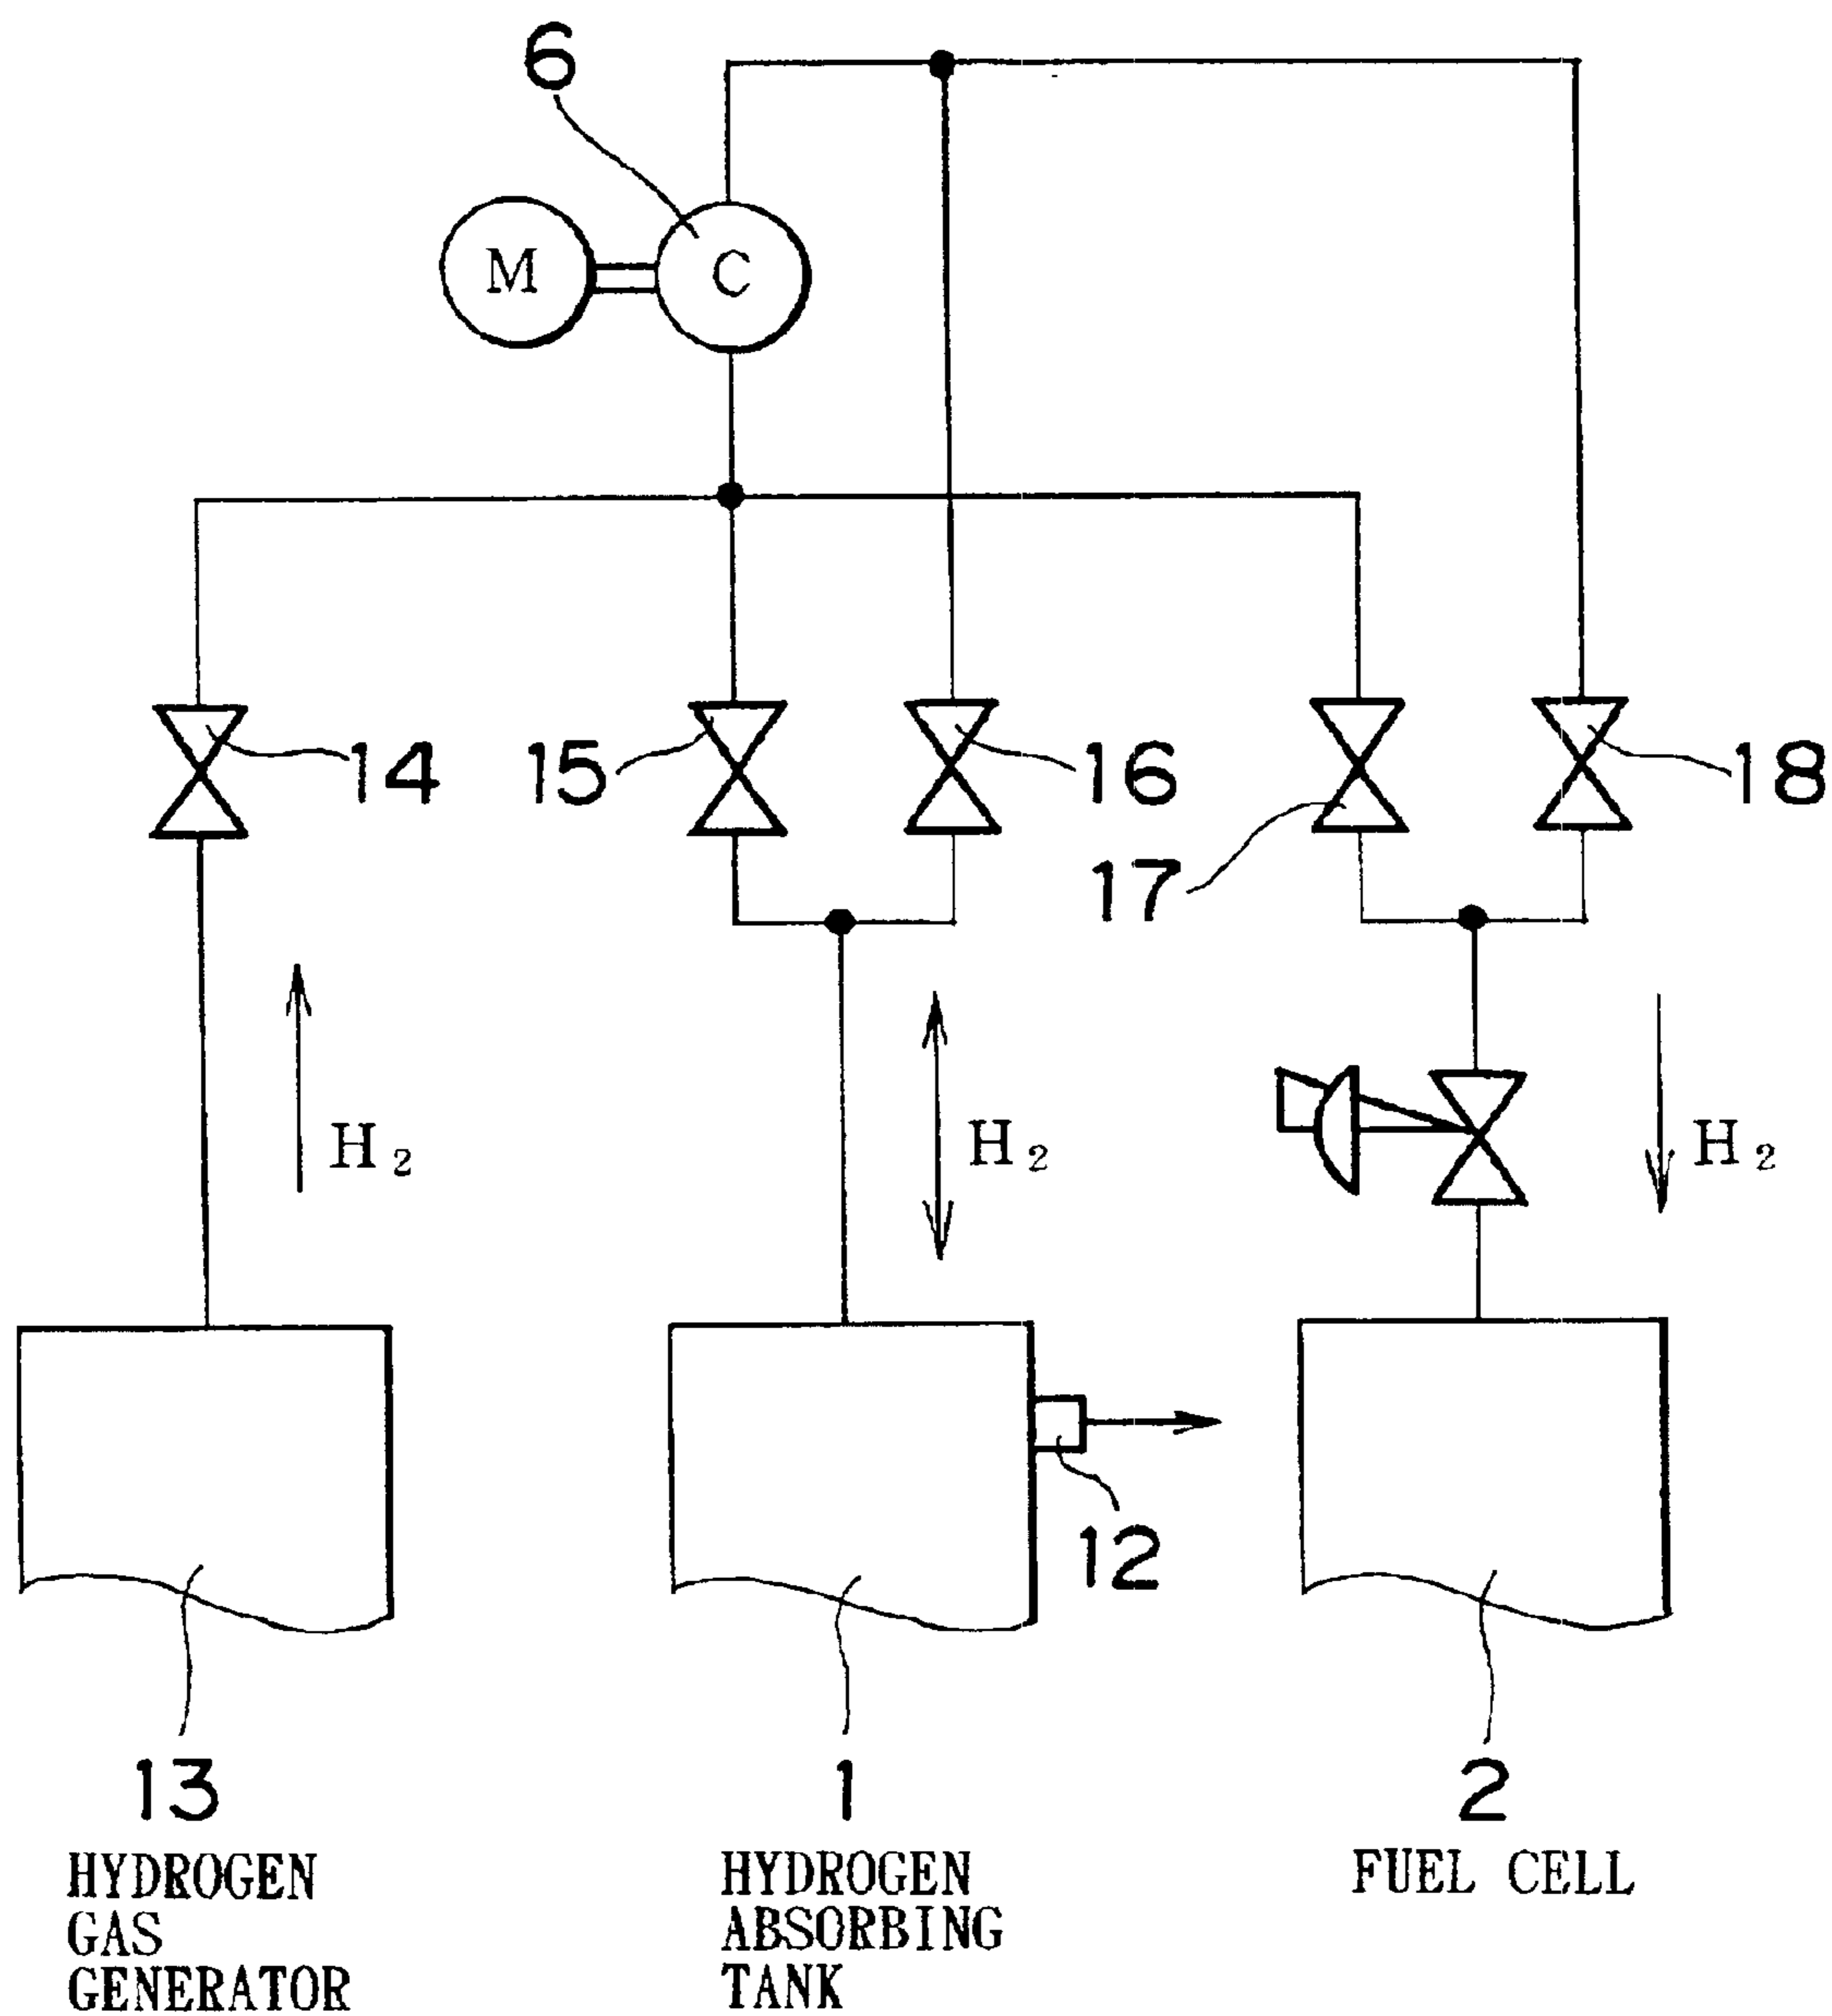 6
M
C
14
15
16
18
17
H₂
H₂
H₂
12
13
1
2
HYDROGEN
GAS
GENERATOR
HYDROGEN
ABSORBING
TANK
FUEL CELL